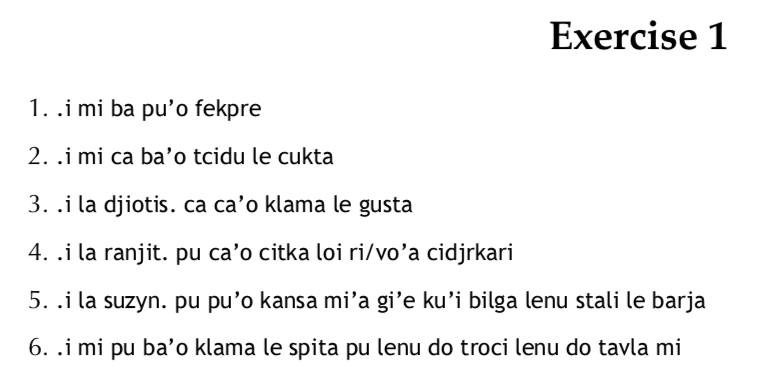 Exercise 1
1. .i mi ba pu’o fekpre
2. .i mi ca ba’o tcidu le cukta
3. .i la djiotis. ca ca’o klama le gusta
4. .i la ranjit. pu ca’o citka loi ri/vo’a cidjrkari
5. .i la suzyn. pu pu’o kansa mi’a gi’e ku’i bilga lenu stali le barja
6. .i mi pu ba’o klama le spita pu lenu do troci lenu do tavla mi